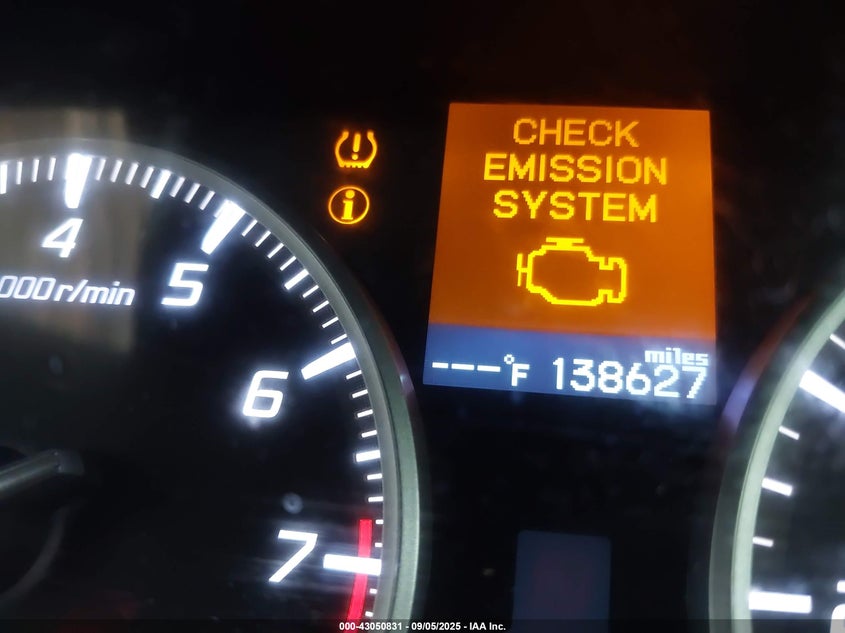 CHECK
EMISSION
SYSTEM
miles
---°F 138627
4
000r/min
5
6
7
000-43050831 - 09/05/2025 - IAA Inc.